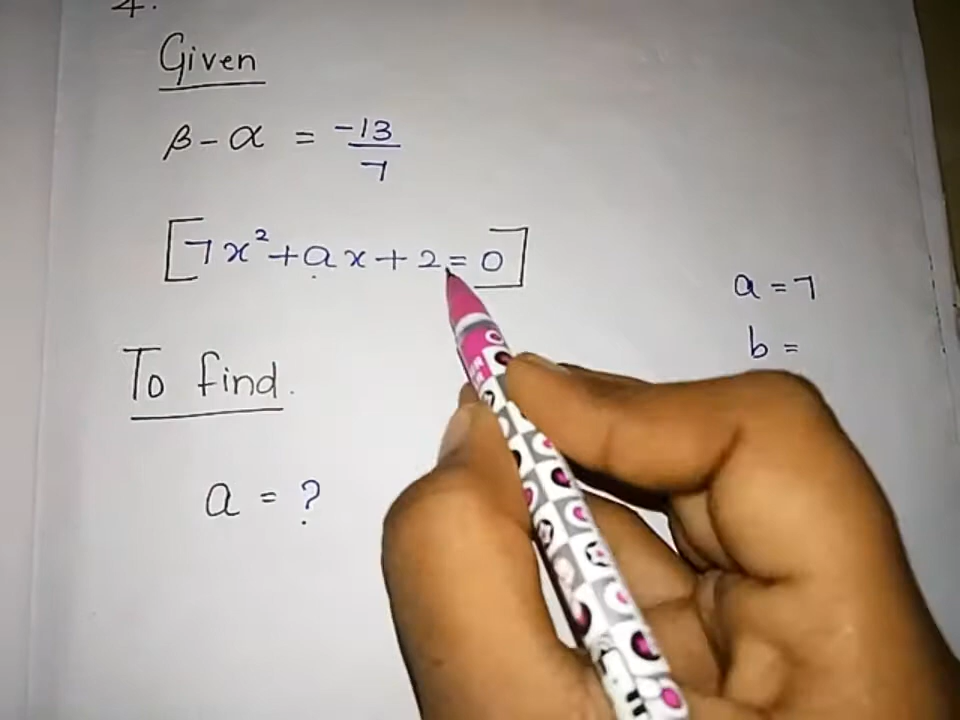 4.
Given
β - α = -13/7
[7x² + ax + 2 = 0]
a = 7
b =
To find.
a = ?